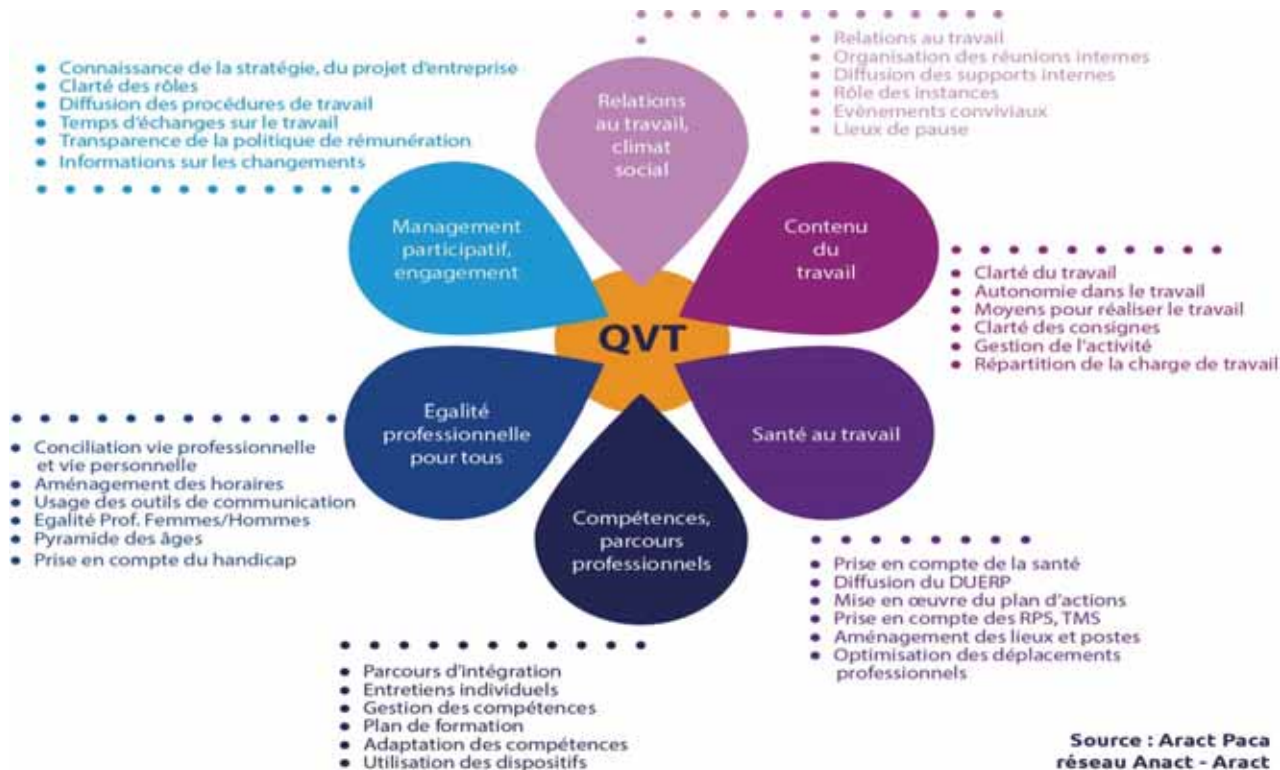 Relations au travail
Organisation des réunions internes
Diffusion des supports internes
Rôle des instances
Evènements conviviaux
Lieux de pause
Connaissance de la stratégie, du projet d'entreprise
Clarté des rôles
Diffusion des procédures de travail
Temps d'échanges sur le travail
Transparence de la politique de rémunération
Informations sur les changements
Relations
au travail,
climat
social
Management
participatif,
engagement
Contenu
du
travail
Clarté du travail
Autonomie dans le travail
Moyens pour réaliser le travail
Clarté des consignes
Gestion de l'activité
Répartition de la charge de travail
QVT
Egalité
professionnelle
pour tous
Santé au travail
Conciliation vie professionnelle
et vie personnelle
Aménagement des horaires
Usage des outils de communication
Egalité Prof. Femmes/Hommes
Pyramide des âges
Prise en compte du handicap
Compétences,
parcours
professionnels
Prise en compte de la santé
Diffusion du DUERP
Mise en œuvre du plan d'actions
Prise en compte des RPS, TMS
Aménagement des lieux et postes
Optimisation des déplacements
professionnels
Parcours d'intégration
Entretiens individuels
Gestion des compétences
Plan de formation
Adaptation des compétences
Utilisation des dispositifs
Source : Aract Paca
réseau Anact - Aract